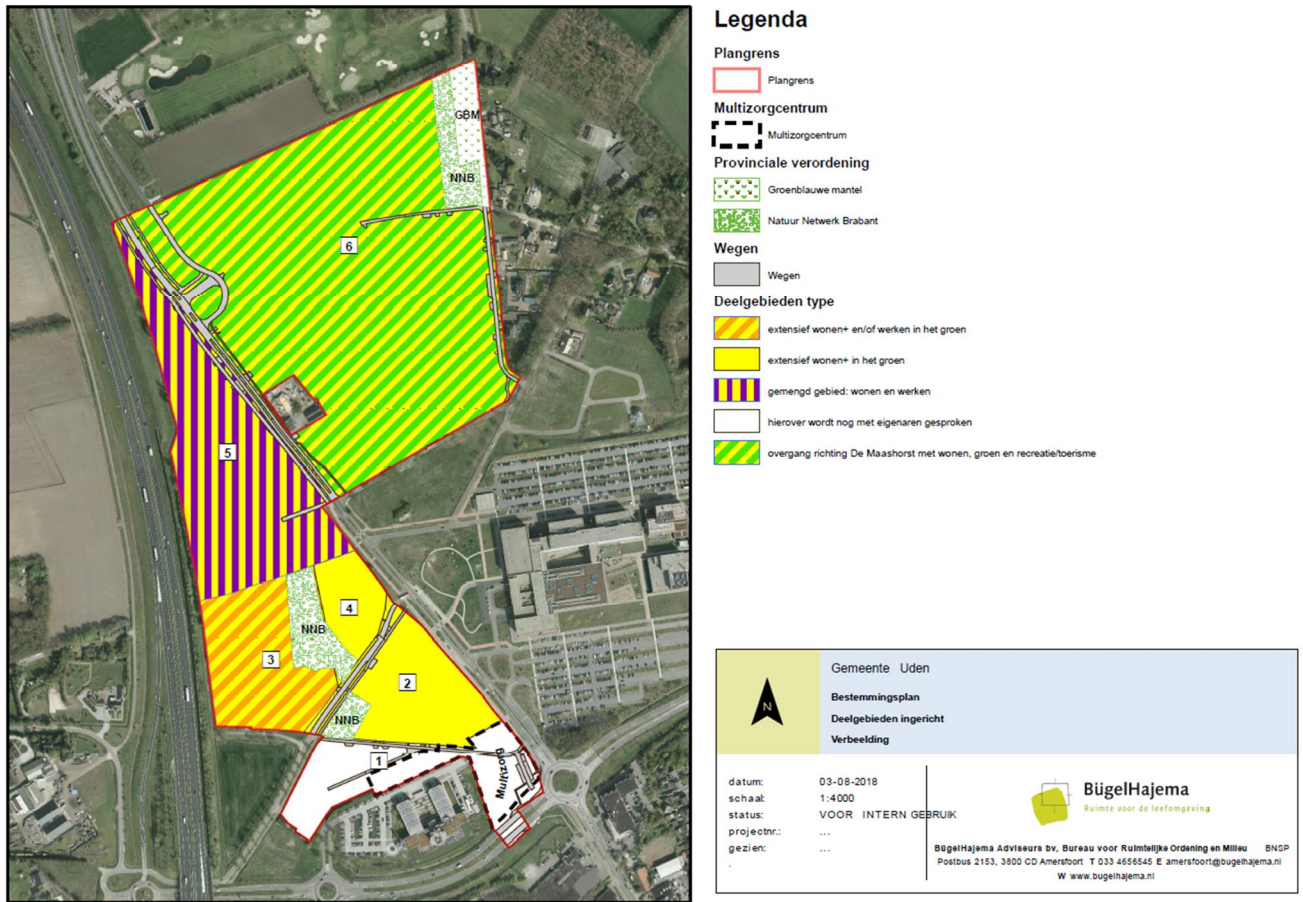 GBM
NNB
6
5
4
NNB
3
2
NNB
1
Multizorg
Legenda
Plangrens
Plangrens
Multizorgcentrum
Multizorgcentrum
Provinciale verordening
Groenblauwe mantel
Natuur Netwerk Brabant
Wegen
Wegen
Deelgebieden type
extensief wonen+ en/of werken in het groen
extensief wonen+ in het groen
gemengd gebied: wonen en werken
hierover wordt nog met eigenaren gesproken
overgang richting De Maashorst met wonen, groen en recreatie/toerisme
N
Gemeente Uden
Bestemmingsplan
Deelgebieden ingericht
Verbeelding
datum: 03-08-2018
schaal: 1:4000
status: VOOR INTERN GEBRUIK
projectnr.: ...
gezien: ...
.
BügelHajema
Ruimte voor de leefomgeving
BügelHajema Adviseurs bv, Bureau voor Ruimtelijke Ordening en Milieu BNSP
Postbus 2153, 3800 CD Amersfoort T 033 4656545 E amersfoort@bugelhajema.nl
W www.bugelhajema.nl